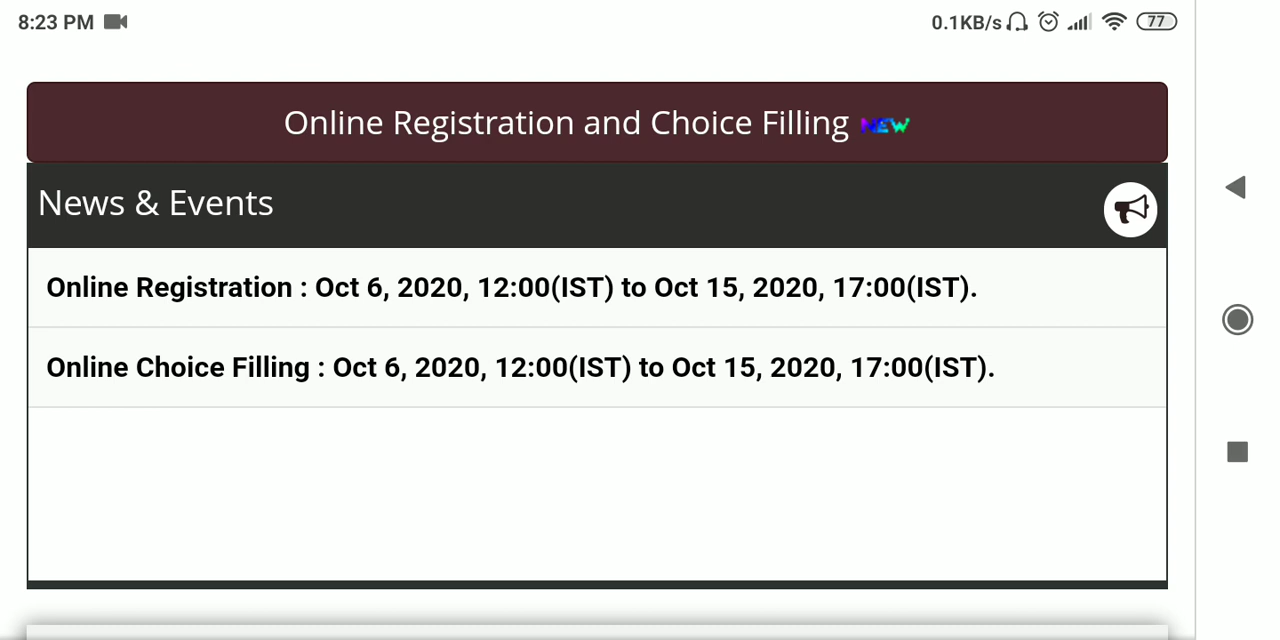 8:23 PM
0.1KB/s
77
Online Registration and Choice Filling NEW
News & Events
Online Registration : Oct 6, 2020, 12:00(IST) to Oct 15, 2020, 17:00(IST).
Online Choice Filling : Oct 6, 2020, 12:00(IST) to Oct 15, 2020, 17:00(IST).